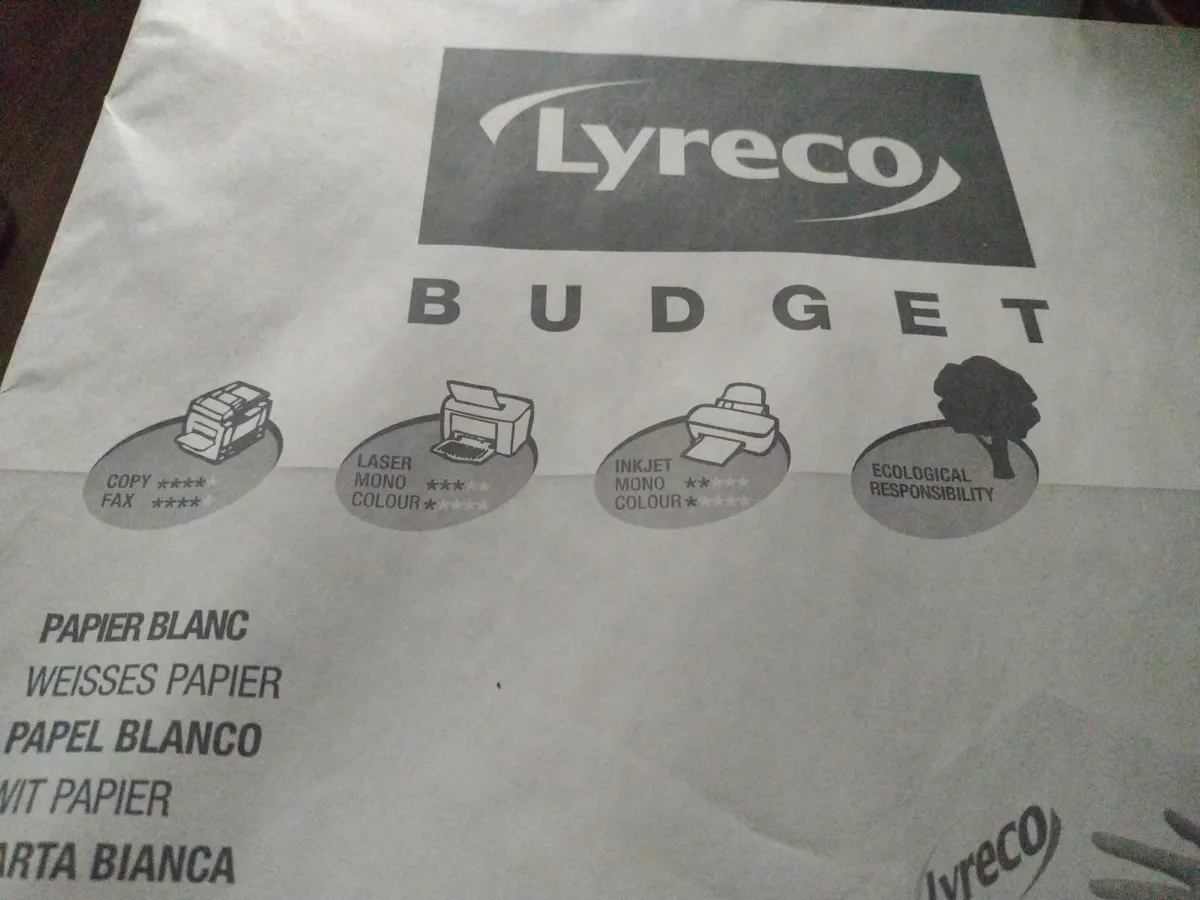 Lyreco
BUDGET
COPY ****
FAX ****
LASER
MONO ***
COLOUR *
INKJET
MONO **
COLOUR *
ECOLOGICAL
RESPONSIBILITY
PAPIER BLANC
WEISSES PAPIER
PAPEL BLANCO
WIT PAPIER
ARTA BIANCA
lyreco